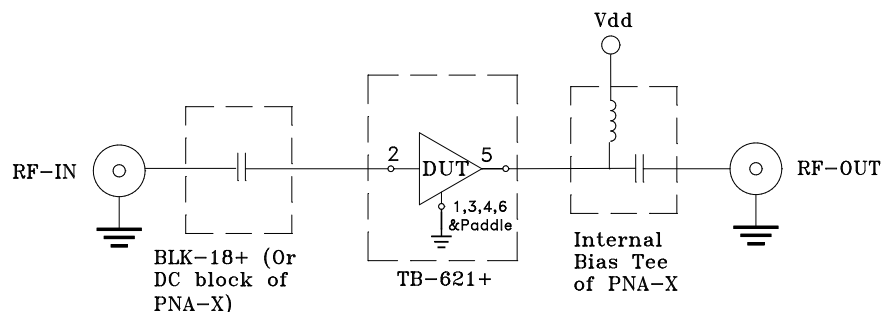 Vdd
RF-IN
2
DUT
5
RF-OUT
1,3,4,6
&Paddle
BLK-18+ (Or
DC block of
PNA-X)
TB-621+
Internal
Bias Tee
of PNA-X